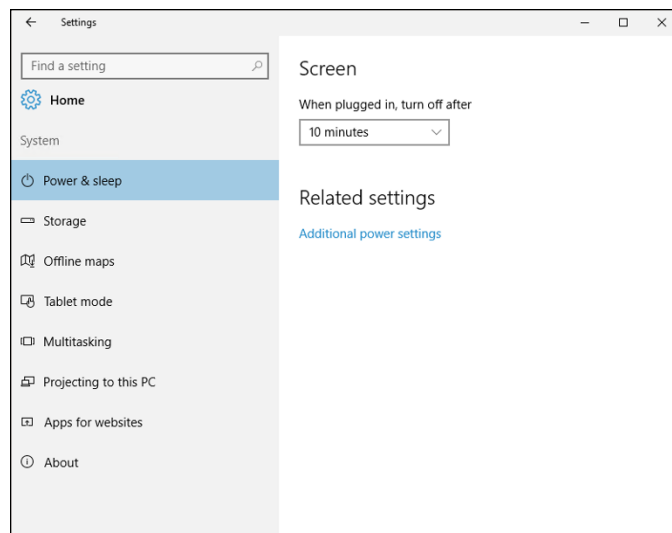 Settings
Find a setting
Home
System
Power & sleep
Storage
Offline maps
Tablet mode
Multitasking
Projecting to this PC
Apps for websites
About
Screen
When plugged in, turn off after
10 minutes
Related settings
Additional power settings